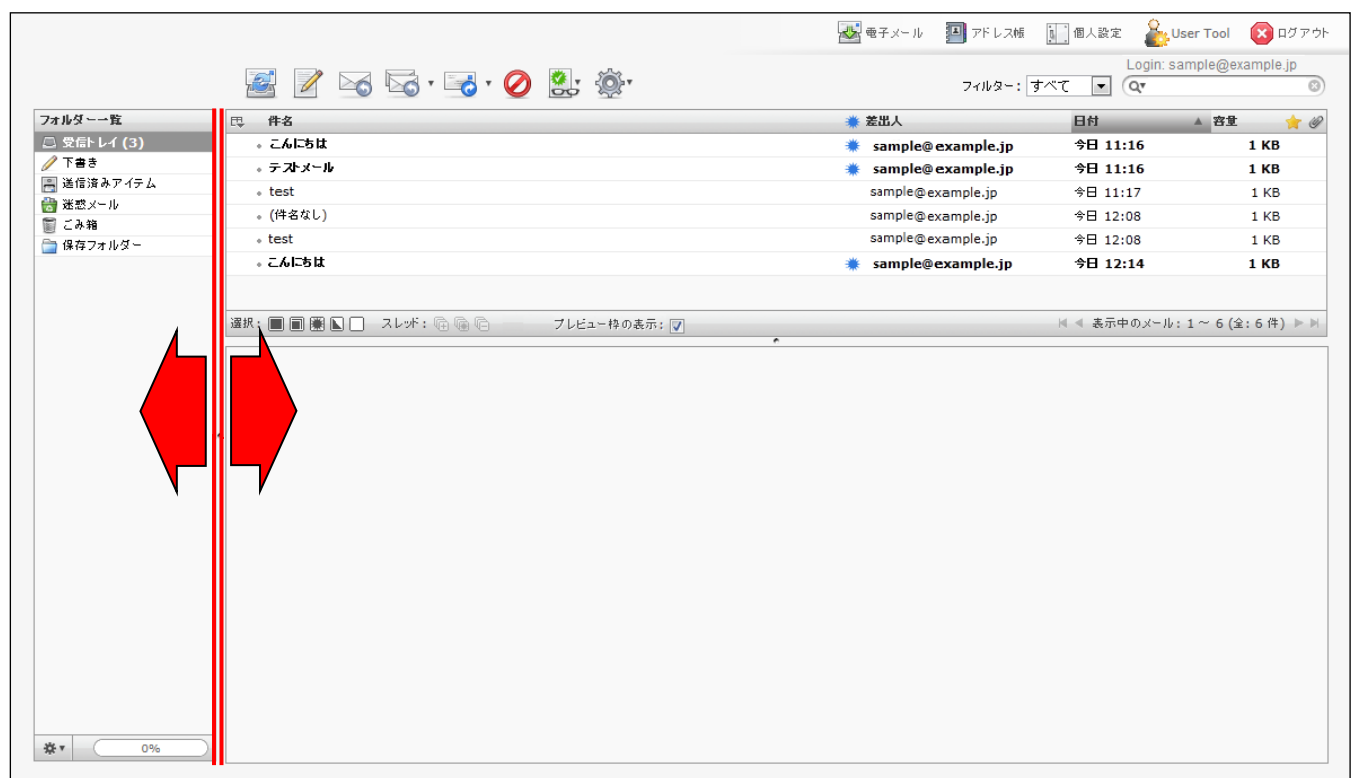 電子メール アドレス帳 個人設定 User Tool ログアウト
Login: sample@example.jp
フィルター: すべて
フォルダー一覧
受信トレイ (3)
下書き
送信済みアイテム
迷惑メール
ごみ箱
保存フォルダー
件名 差出人 日付 容量
こんにちは sample@example.jp 今日 11:16 1 KB
テストメール sample@example.jp 今日 11:16 1 KB
test sample@example.jp 今日 11:17 1 KB
(件名なし) sample@example.jp 今日 12:08 1 KB
test sample@example.jp 今日 12:08 1 KB
こんにちは sample@example.jp 今日 12:14 1 KB
選択: スレッド: プレビュー枠の表示: 表示中のメール: 1 ~ 6 (全: 6 件)
0%